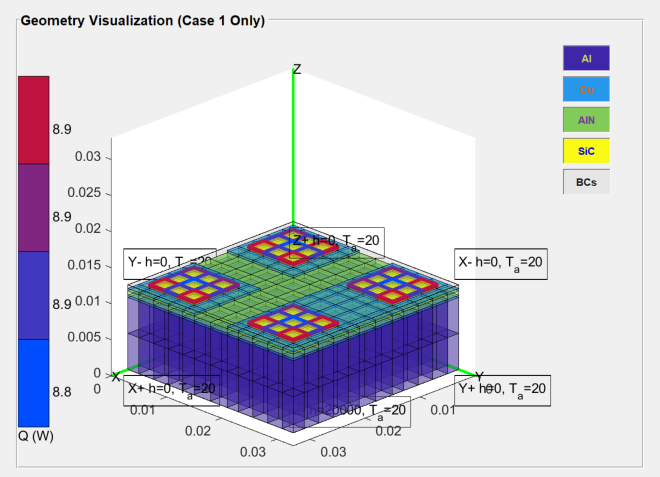 Geometry Visualization (Case 1 Only)
Z
Al
Cu
AlN
SiC
BCs
8.9
8.9
8.9
8.8
Q (W)
0.03
0.025
0.02
0.015
0.01
0.005
0
0
Z+ h=0, T_a=20
Y- h=0, T_a=20
X- h=0, T_a=20
X
X+ h=0, T_a=20
Y
Y+ h=0, T_a=20
T_a=20
0.01
0.02
0.03
0.03
0.02
0.01